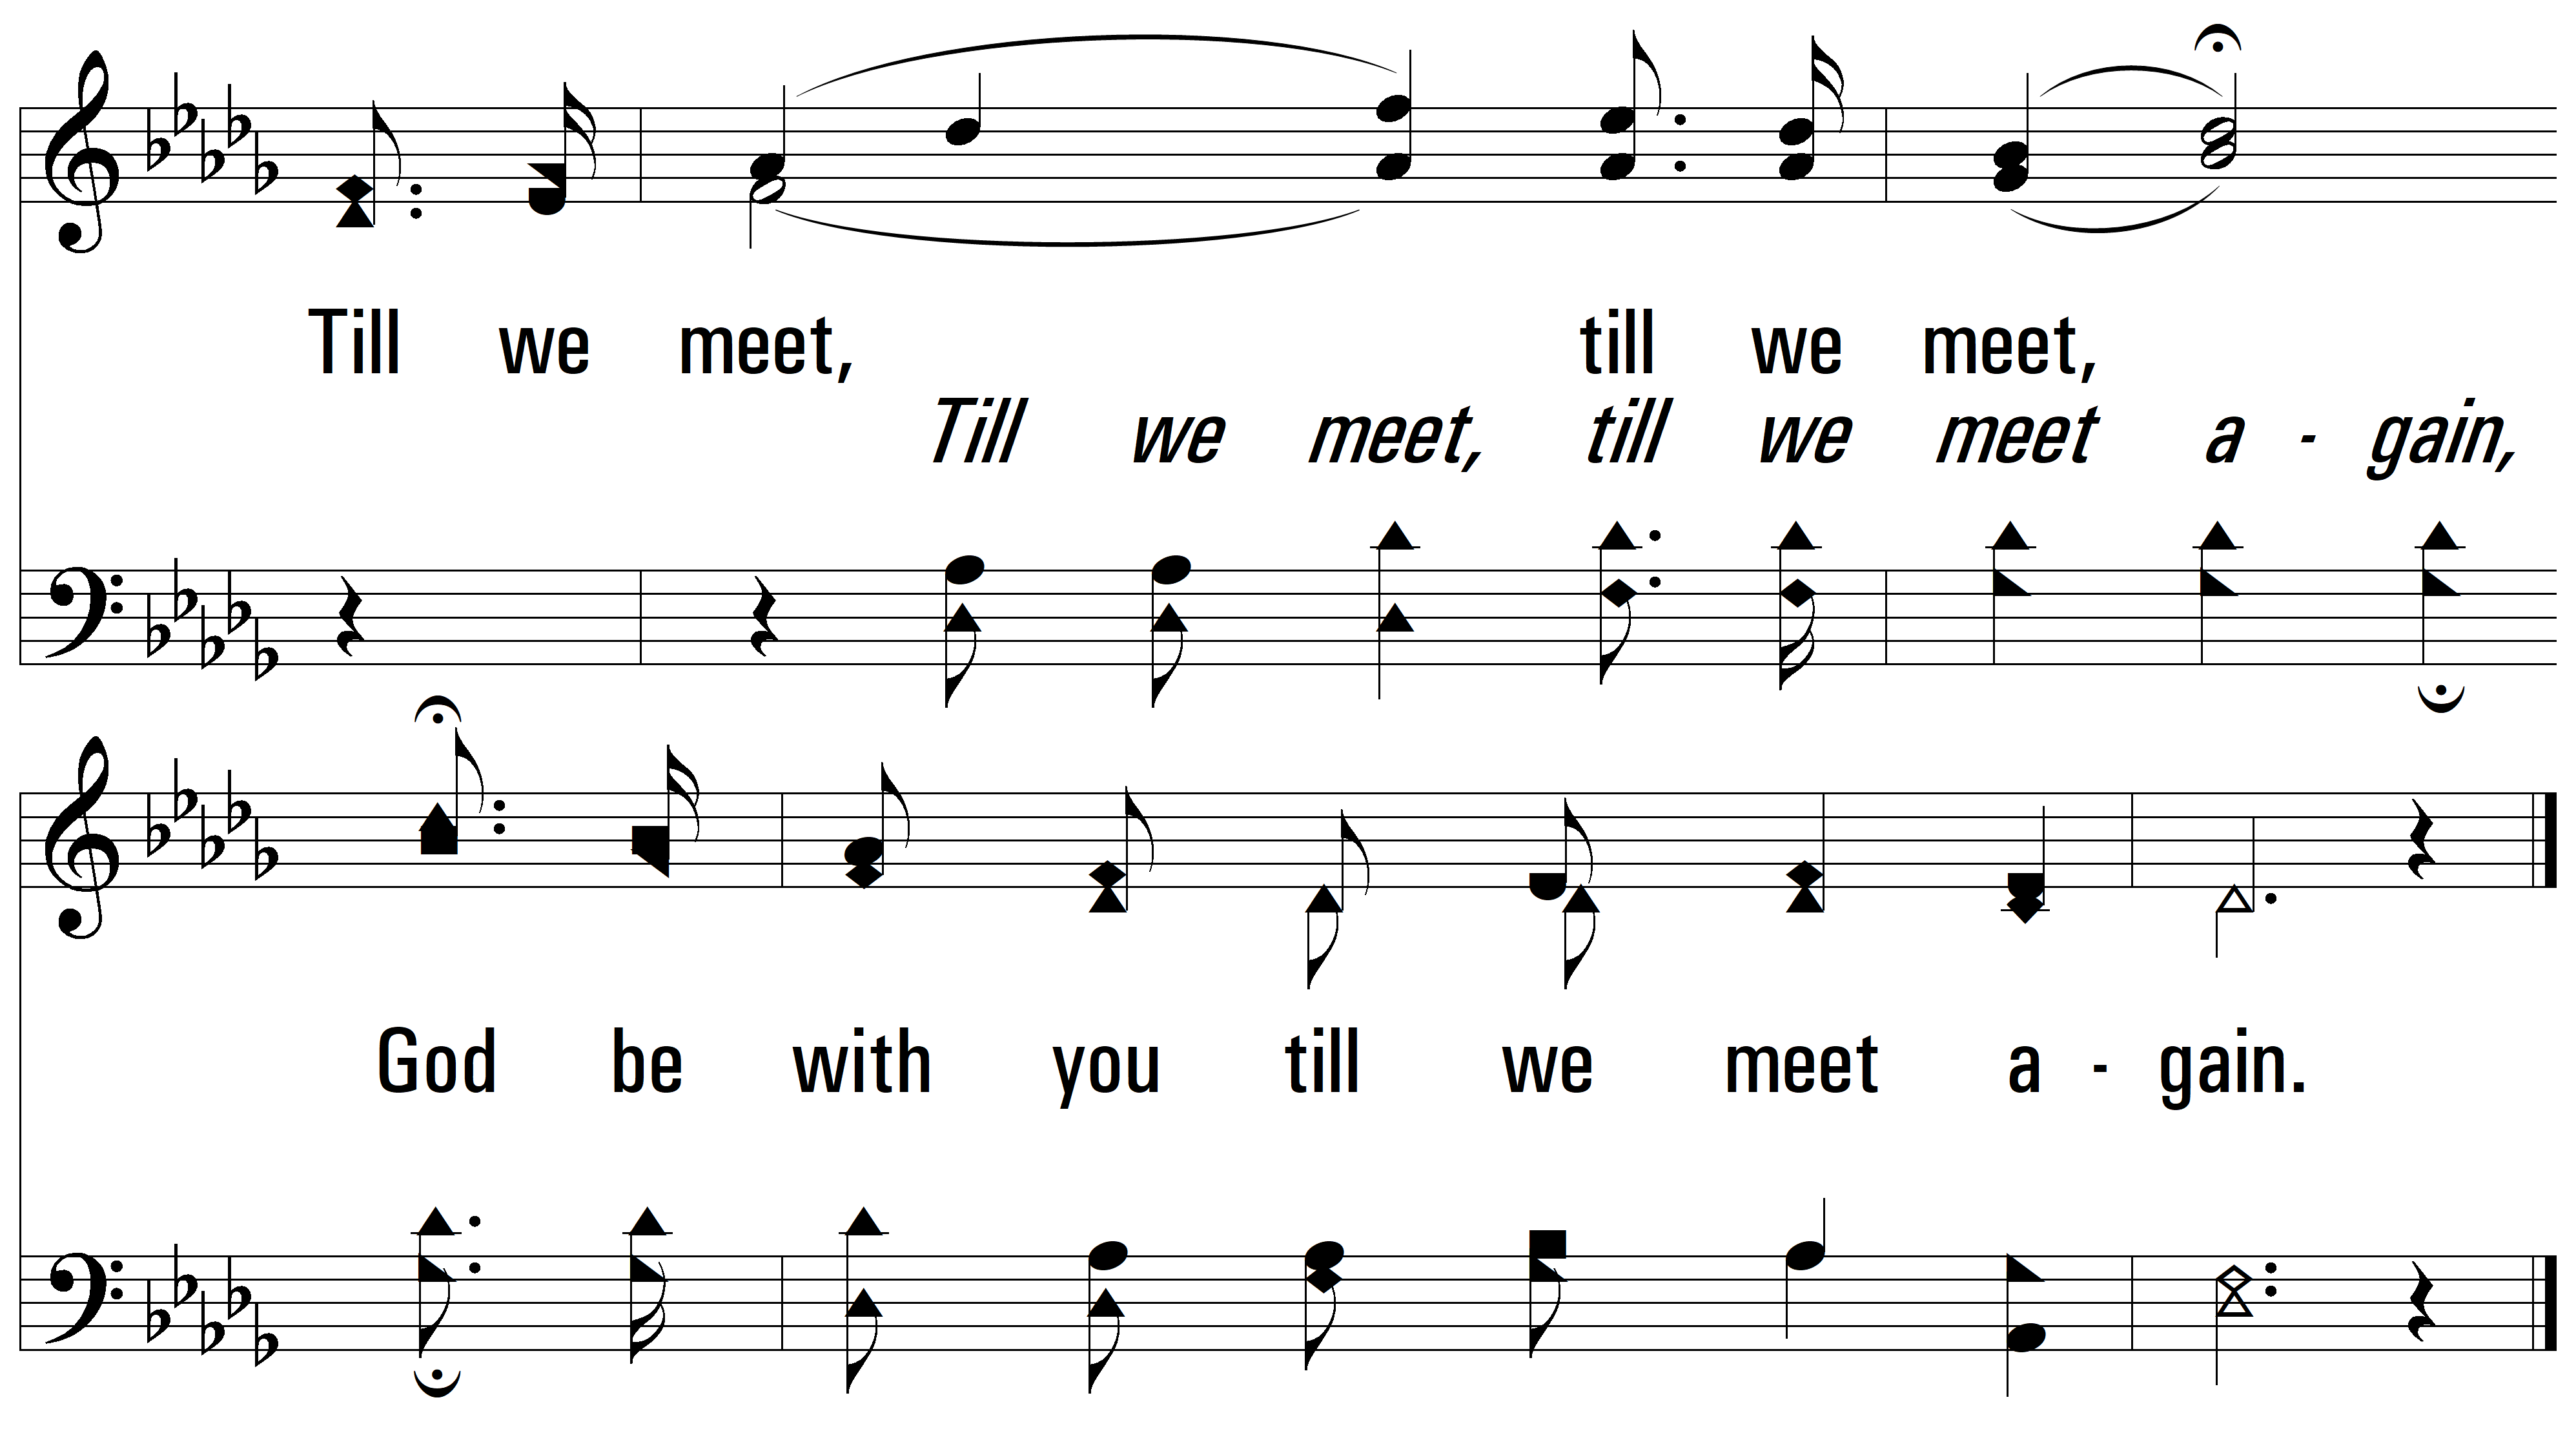 Till we meet, till we meet,
Till we meet, till we meet a - gain,
God be with you till we meet a - gain.